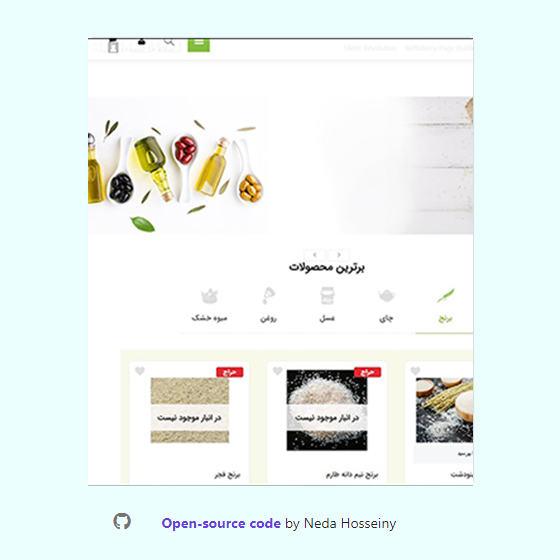 برترین محصولات
برنج
چای
عسل
روغن
میوه خشک
حراج
حراج
در انبار موجود نیست
در انبار موجود نیست
برنج نیم دانه طارم
برنج فجر
Open-source code by Neda Hosseiny